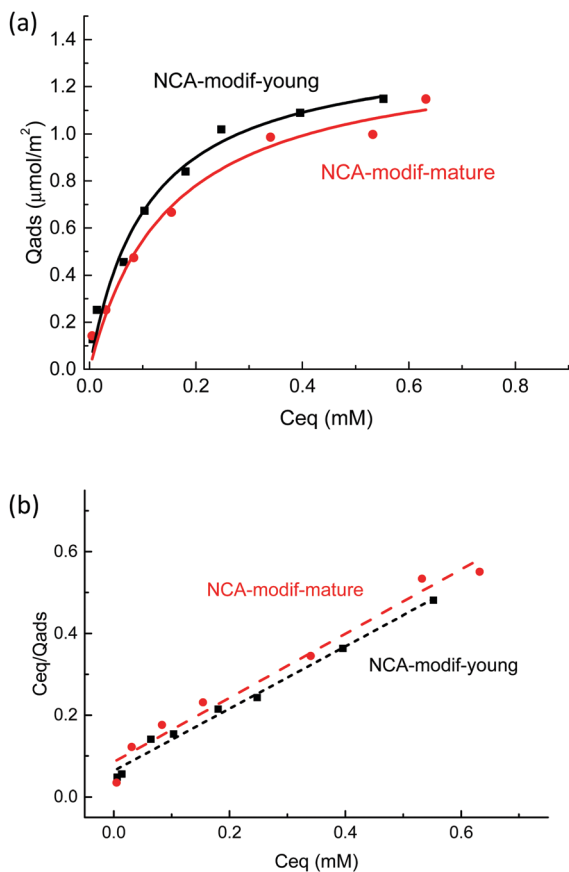 (a)
1.4
1.2
1.0
0.8
0.6
0.4
0.2
0.0
Qads (μmol/m²)
NCA-modif-young
NCA-modif-mature
0.0 0.2 0.4 0.6 0.8
Ceq (mM)
(b)
0.6
0.4
0.2
0.0
Ceq/Qads
NCA-modif-mature
NCA-modif-young
0.0 0.2 0.4 0.6
Ceq (mM)